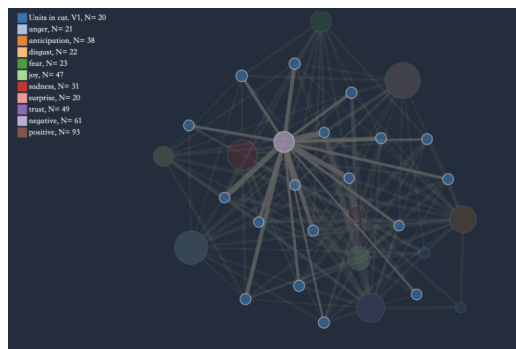 Units in cat. V1, N= 20
anger, N= 21
anticipation, N= 38
disgust, N= 22
fear, N= 23
joy, N= 47
sadness, N= 31
surprise, N= 20
trust, N= 49
negative, N= 61
positive, N= 93